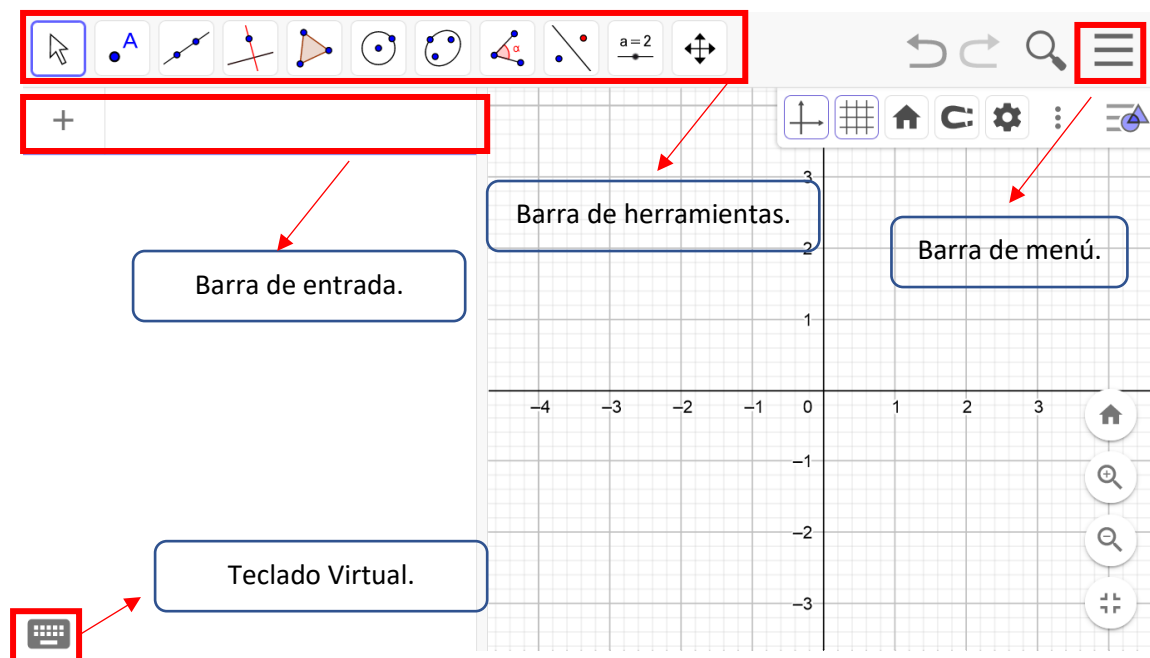 A
α
a=2
+
3
Barra de herramientas.
2
Barra de menú.
Barra de entrada.
1
–4 –3 –2 –1 0 1 2 3
–1
–2
Teclado Virtual.
–3